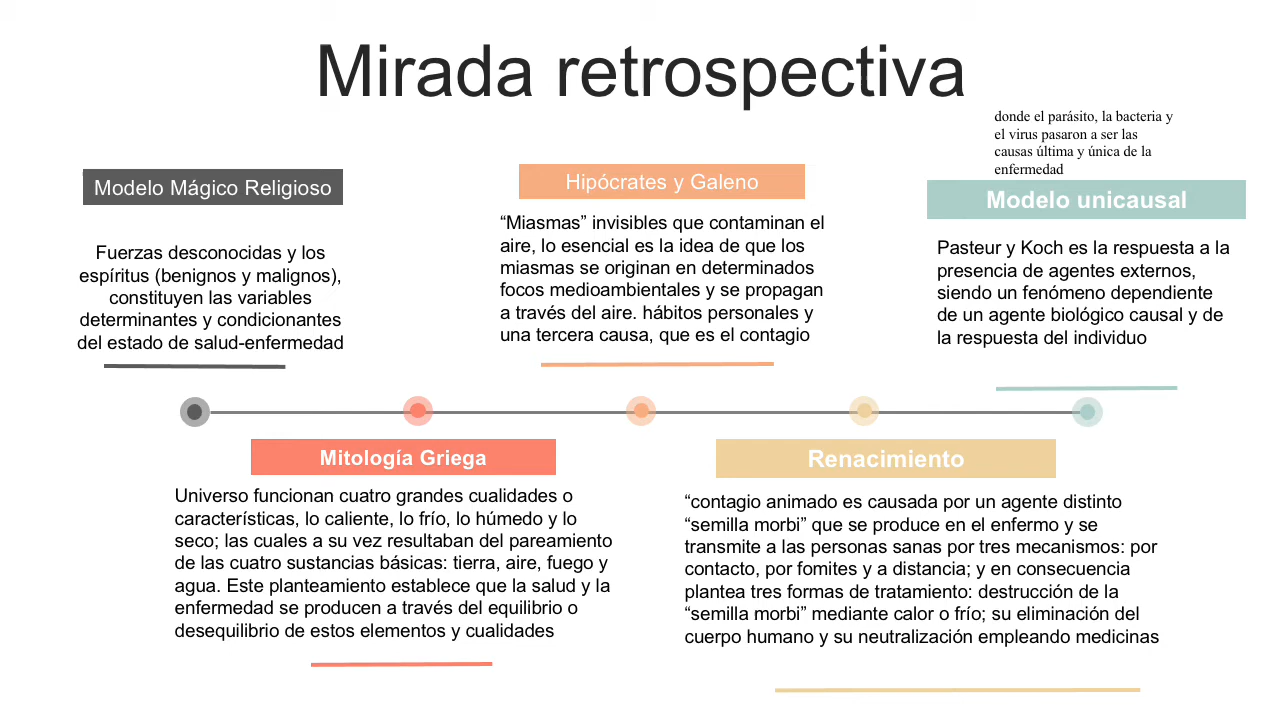 Mirada retrospectiva
Modelo Mágico Religioso
Fuerzas desconocidas y los
espíritus (benignos y malignos),
constituyen las variables
determinantes y condicionantes
del estado de salud-enfermedad
Mitología Griega
Universo funcionan cuatro grandes cualidades o
características, lo caliente, lo frío, lo húmedo y lo
seco; las cuales a su vez resultaban del pareamiento
de las cuatro sustancias básicas: tierra, aire, fuego y
agua. Este planteamiento establece que la salud y la
enfermedad se producen a través del equilibrio o
desequilibrio de estos elementos y cualidades
Hipócrates y Galeno
“Miasmas” invisibles que contaminan el
aire, lo esencial es la idea de que los
miasmas se originan en determinados
focos medioambientales y se propagan
a través del aire. hábitos personales y
una tercera causa, que es el contagio
Renacimiento
“contagio animado es causada por un agente distinto
“semilla morbi” que se produce en el enfermo y se
transmite a las personas sanas por tres mecanismos: por
contacto, por fomites y a distancia; y en consecuencia
plantea tres formas de tratamiento: destrucción de la
“semilla morbi” mediante calor o frío; su eliminación del
cuerpo humano y su neutralización empleando medicinas
donde el parásito, la bacteria y
el virus pasaron a ser las
causas última y única de la
enfermedad
Modelo unicausal
Pasteur y Koch es la respuesta a la
presencia de agentes externos,
siendo un fenómeno dependiente
de un agente biológico causal y de
la respuesta del individuo